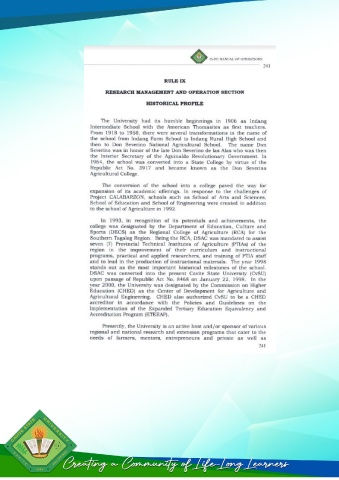 CvSU MANUAL OF OPERATIONS
241
RULE IX
RESEARCH MANAGEMENT AND OPERATION SECTION
HISTORICAL PROFILE
The University had its humble beginnings in 1906 as Indang
Intermediate School with the American Thomasites as first teachers.
From 1918 to 1958, there were several transformations in the name of
the school from Indang Farm School to Indang Rural High School and
then to Don Severino National Agricultural School. The name Don
Severino was in honor of the late Don Severino de las Alas who was then
the Interior Secretary of the Aguinaldo Revolutionary Government. In
1964, the school was converted into a State College by virtue of the
Republic Act No. 3917 and became known as the Don Severino
Agricultural College.
The conversion of the school into a college paved the way for
expansion of its academic offerings. In response to the challenges of
Project CALABARZON, schools such as School of Arts and Sciences,
School of Education and School of Engineering were created in addition
to the school of Agriculture in 1992.
In 1993, in recognition of its potentials and achievements, the
college was designated by the Department of Education, Culture and
Sports (DECS) as the Regional College of Agriculture (RCA) for the
Southern Tagalog Region. Being the RCA, DSAC was mandated to assist
seven (7) Provincial Technical Institutes of Agriculture (PTIAs) of the
region in the improvement of their curriculum and instructional
programs, practical and applied researches, and training of PTIA staff
and to lead in the production of instructional materials. The year 1998
stands out as the most important historical milestones of the school.
DSAC was converted into the present Cavite State University (CvSU)
upon passage of Republic Act No. 8468 on January 22, 1998. In the
year 2000, the University was designated by the Commission on Higher
Education (CHED) as the Center of Development for Agriculture and
Agricultural Engineering. CHED also authorized CvSU to be a CHED
accreditor in accordance with the Policies and Guidelines on the
Implementation of the Expanded Tertiary Education Equivalency and
Accreditation Program (ETEEAP).
Presently, the University is an active host and/or sponsor of various
regional and national research and extension programs that cater to the
needs of farmers, mentors, entrepreneurs and private as well as
241
Creating a Community of Life-Long Learners